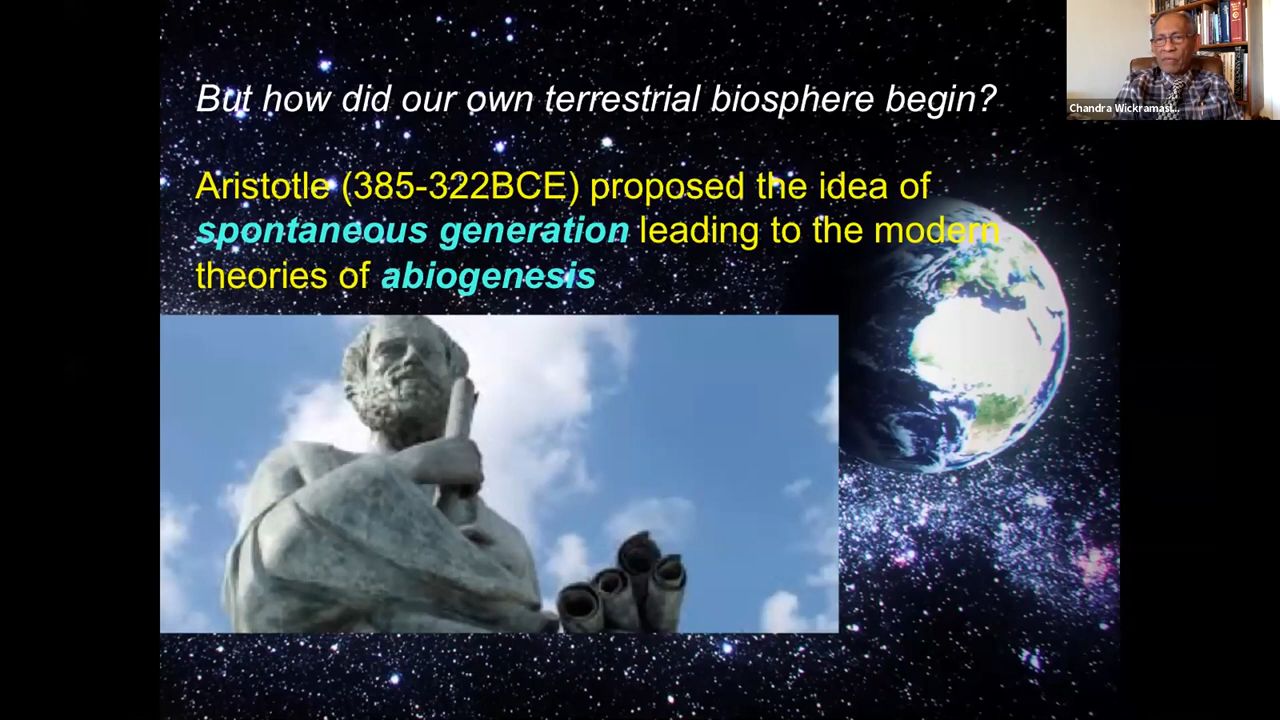 But how did our own terrestrial biosphere begin?
Aristotle (385-322BCE) proposed the idea of
spontaneous generation leading to the modern
theories of abiogenesis
Chandra Wickramasi...